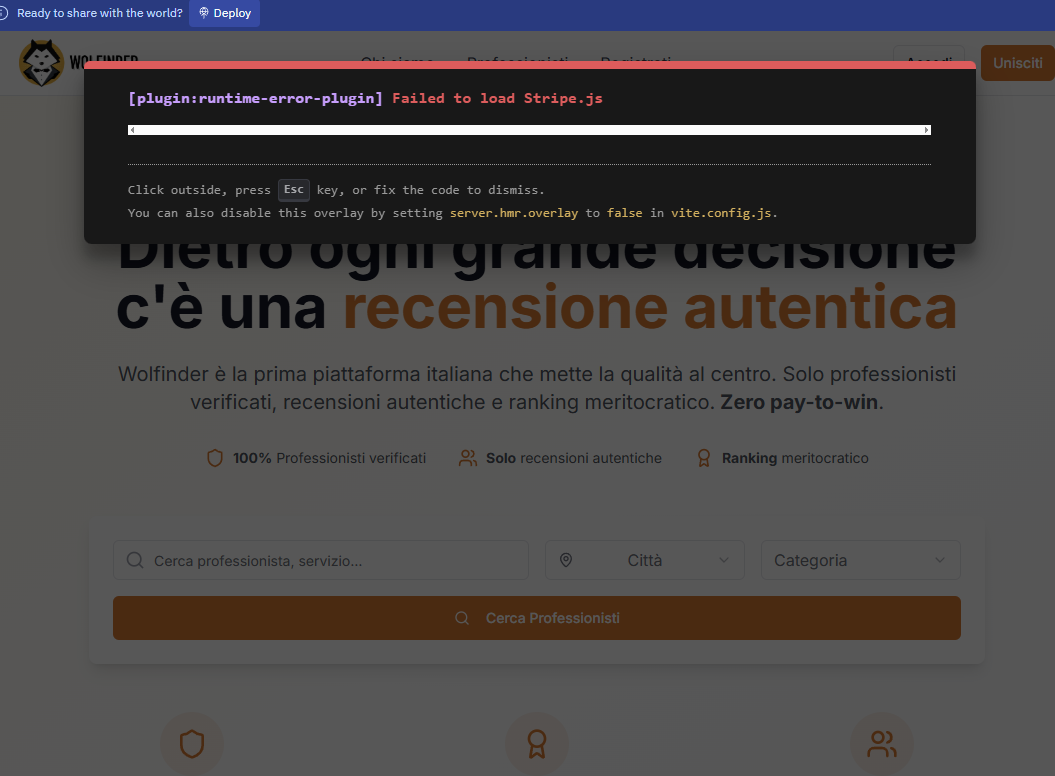 Ready to share with the world? Deploy
WOLFINDER Chi siamo Professionisti Registrati Accedi Unisciti
[plugin:runtime-error-plugin] Failed to load Stripe.js
Click outside, press Esc key, or fix the code to dismiss.
You can also disable this overlay by setting server.hmr.overlay to false in vite.config.js.
Dietro ogni grande decisione
c'è una recensione autentica
Wolfinder è la prima piattaforma italiana che mette la qualità al centro. Solo professionisti
verificati, recensioni autentiche e ranking meritocratico. Zero pay-to-win.
100% Professionisti verificati Solo recensioni autentiche Ranking meritocratico
Cerca professionista, servizio... Città Categoria
Cerca Professionisti